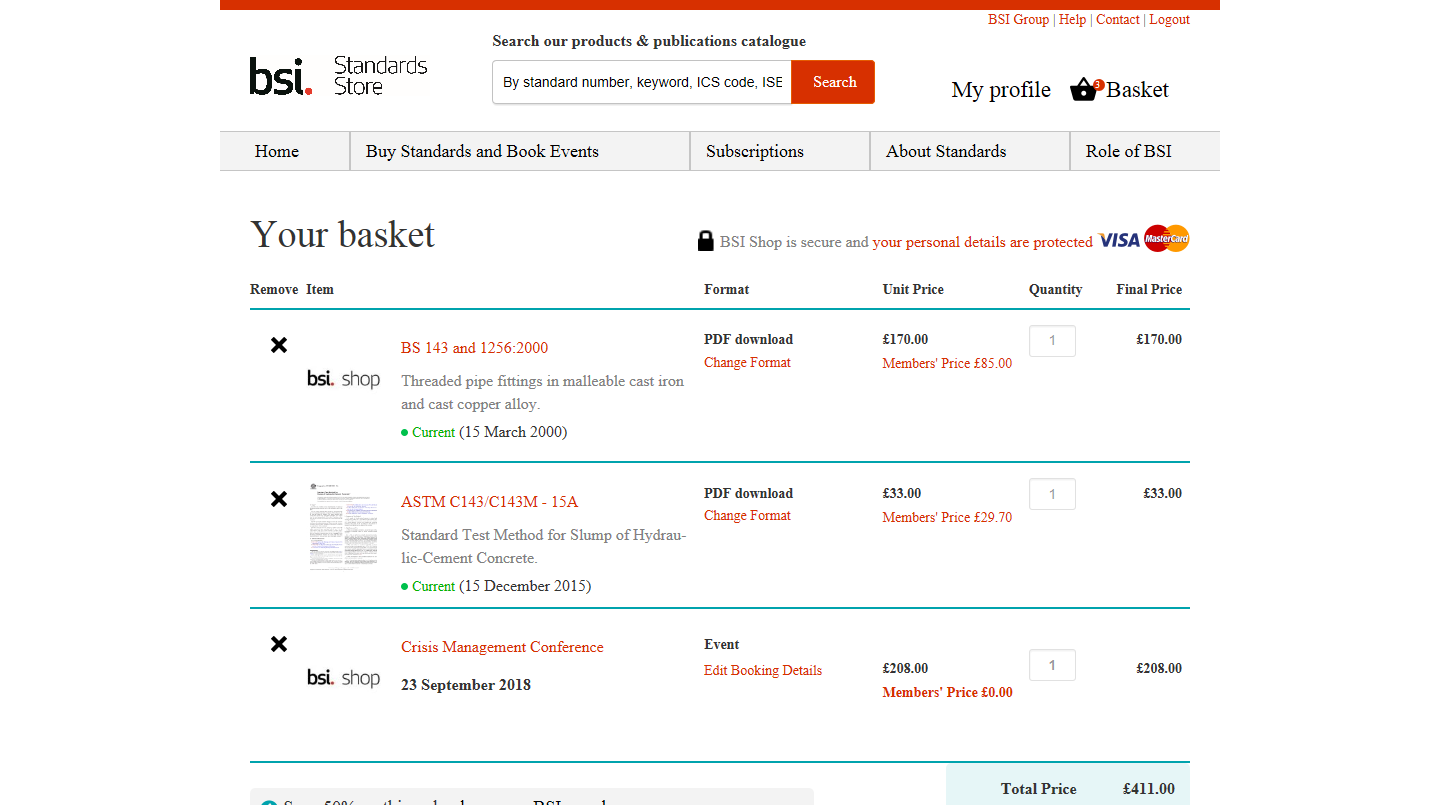 BSI Group | Help | Contact | Logout
Search our products & publications catalogue
bsi. Standards Store
By standard number, keyword, ICS code, ISE
Search
My profile
3
Basket
Home
Buy Standards and Book Events
Subscriptions
About Standards
Role of BSI
Your basket
BSI Shop is secure and your personal details are protected VISA MasterCard
Remove Item Format Unit Price Quantity Final Price
BS 143 and 1256:2000
bsi. shop
Threaded pipe fittings in malleable cast iron
and cast copper alloy.
Current (15 March 2000)
PDF download
Change Format
£170.00
Members' Price £85.00
1
£170.00
ASTM C143/C143M - 15A
Standard Test Method for Slump of Hydrau-
lic-Cement Concrete.
Current (15 December 2015)
PDF download
Change Format
£33.00
Members' Price £29.70
1
£33.00
Crisis Management Conference
bsi. shop
23 September 2018
Event
Edit Booking Details
£208.00
Members' Price £0.00
1
£208.00
Total Price £411.00